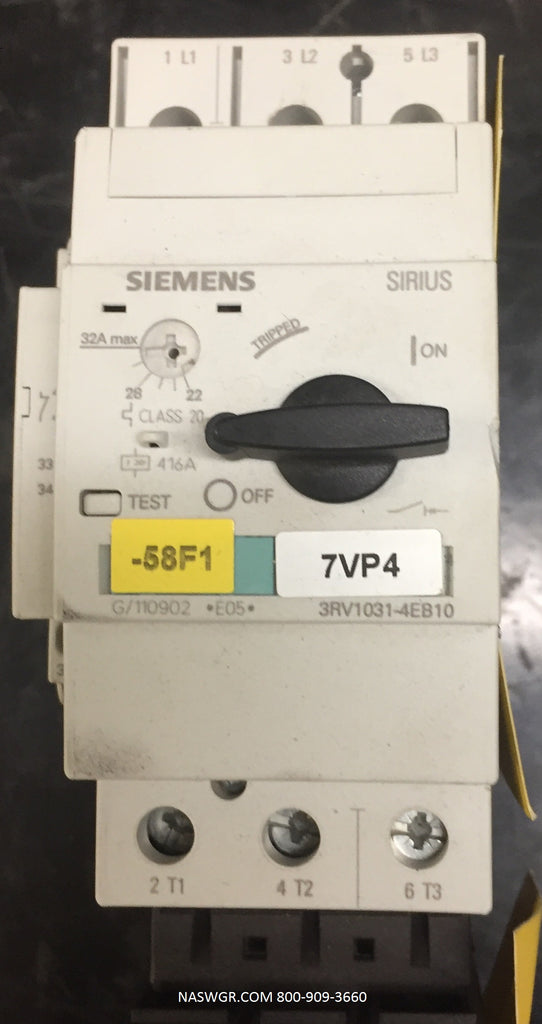 1 L1 3 L2 5 L3
SIEMENS SIRIUS
32A max
TRIPPED
ON
28 22
CLASS 20
416A
33
34
TEST OFF
-58F1 7VP4
G/110902 •E05• 3RV1031-4EB10
2 T1 4 T2 6 T3
NASWGR.COM 800-909-3660